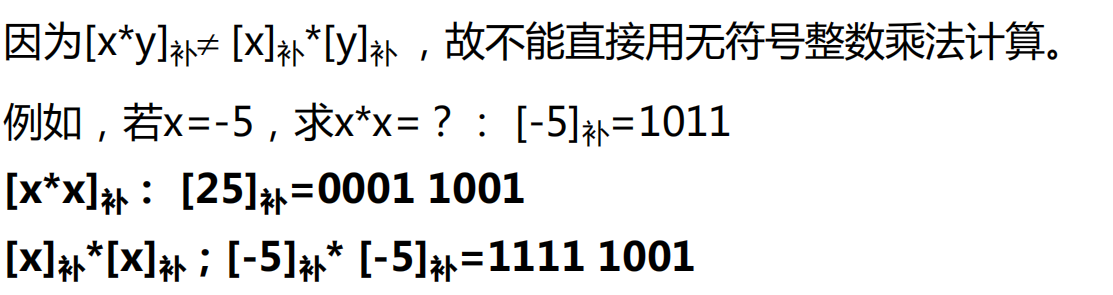 因为[x*y]补≠ [x]补*[y]补 ，故不能直接用无符号整数乘法计算。
例如，若x=-5，求x*x=？： [-5]补=1011
[x*x]补： [25]补=0001 1001
[x]补*[x]补；[-5]补* [-5]补=1111 1001